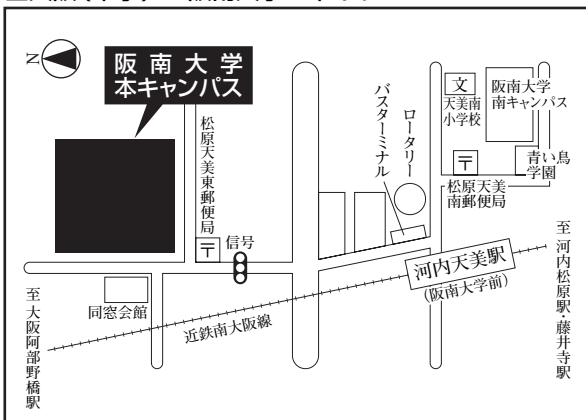 N
阪南大学
本キャンパス
松原天美東郵便局
〒
信号
同窓会館
至 大阪阿部野橋駅
近鉄南大阪線
バスターミナル
ロータリー
文
天美南
小学校
阪南大学
南キャンパス
〒
松原天美
南郵便局
青い鳥
学園
河内天美駅
(阪南大学前)
至 河内松原駅・藤井寺駅